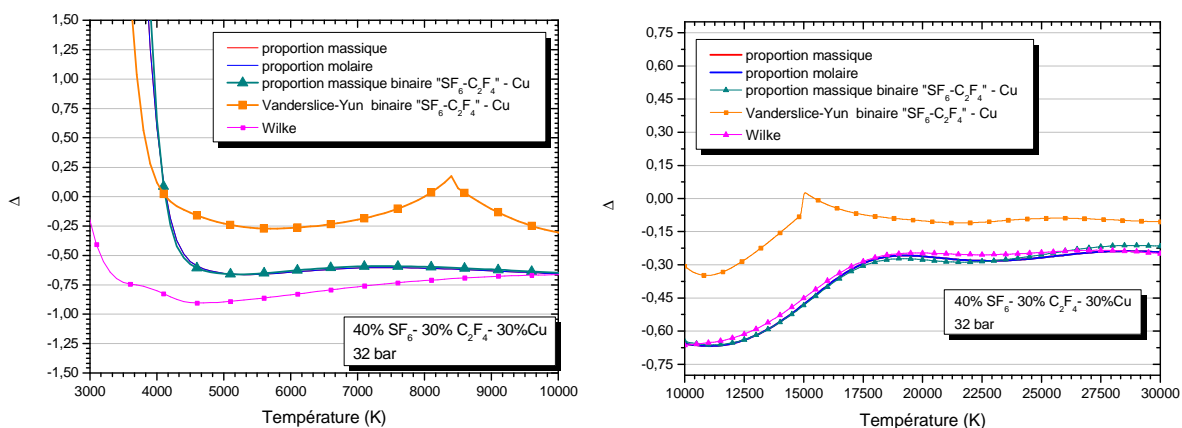 1,50
1,25
1,00
0,75
0,50
0,25
0,00
-0,25
-0,50
-0,75
-1,00
-1,25
-1,50
Δ
proportion massique
proportion molaire
proportion massique binaire "SF6-C2F4" - Cu
Vanderslice-Yun binaire "SF6-C2F4" - Cu
Wilke
40% SF6- 30% C2F4- 30%Cu
32 bar
3000 4000 5000 6000 7000 8000 9000 10000
Température (K)
0,75
0,60
0,45
0,30
0,15
0,00
-0,15
-0,30
-0,45
-0,60
-0,75
Δ
proportion massique
proportion molaire
proportion massique binaire "SF6-C2F4" - Cu
Vanderslice-Yun binaire "SF6-C2F4" - Cu
Wilke
40% SF6- 30% C2F4- 30%Cu
32 bar
10000 12500 15000 17500 20000 22500 25000 27500 30000
Température (K)